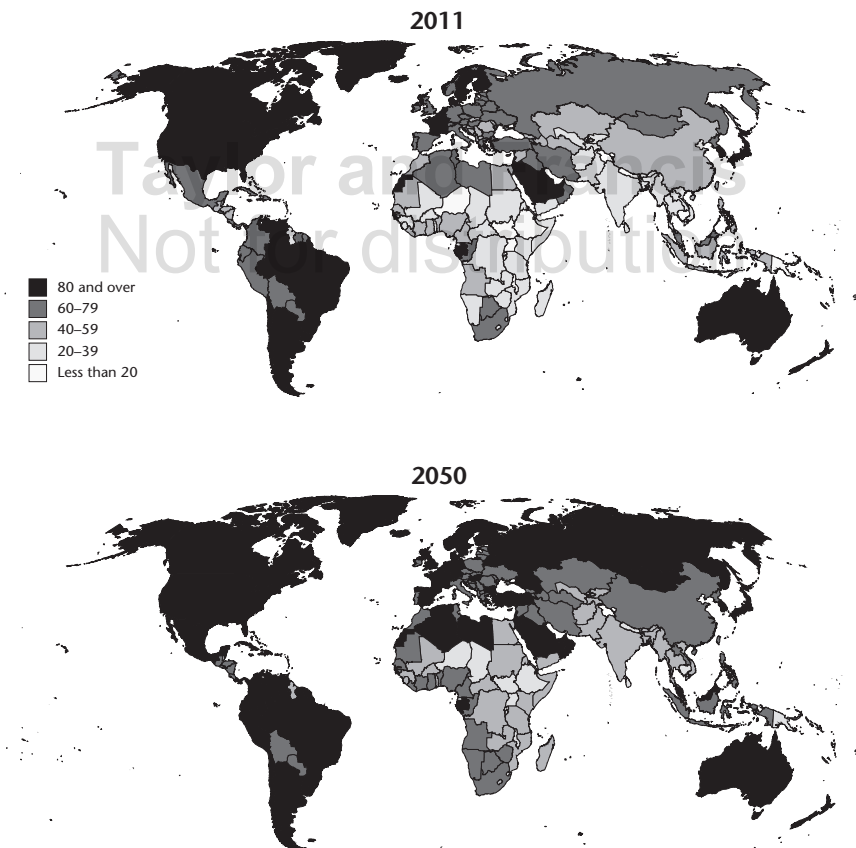 2011
Taylor and Francis
Not for distribution
80 and over
60–79
40–59
20–39
Less than 20
2050